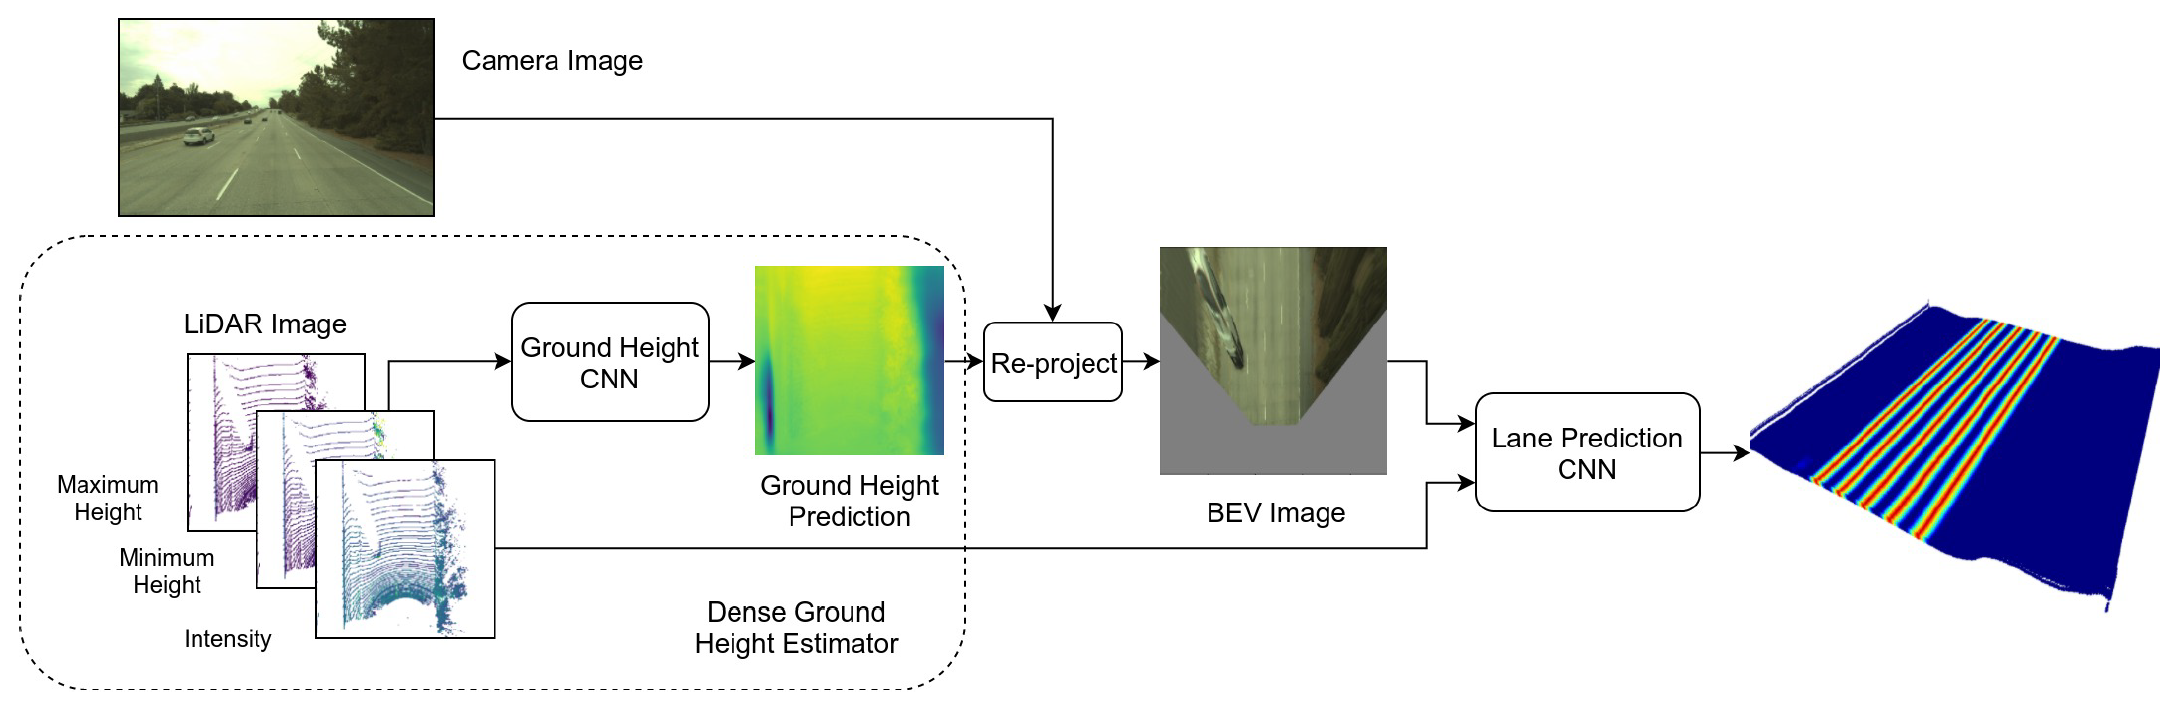 Camera Image
LiDAR Image
Maximum
Height
Minimum
Height
Intensity
Ground Height
CNN
Ground Height
Prediction
Dense Ground
Height Estimator
Re-project
BEV Image
Lane Prediction
CNN